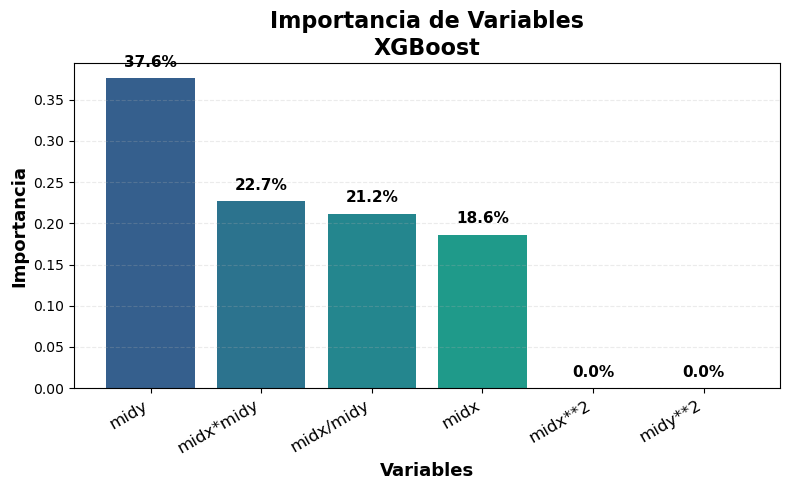 Importancia de Variables
XGBoost
37.6%
22.7%
21.2%
18.6%
0.0%
0.0%
0.35
0.30
0.25
0.20
0.15
0.10
0.05
0.00
Importancia
midy
midx*midy
midx/midy
midx
midx**2
midy**2
Variables